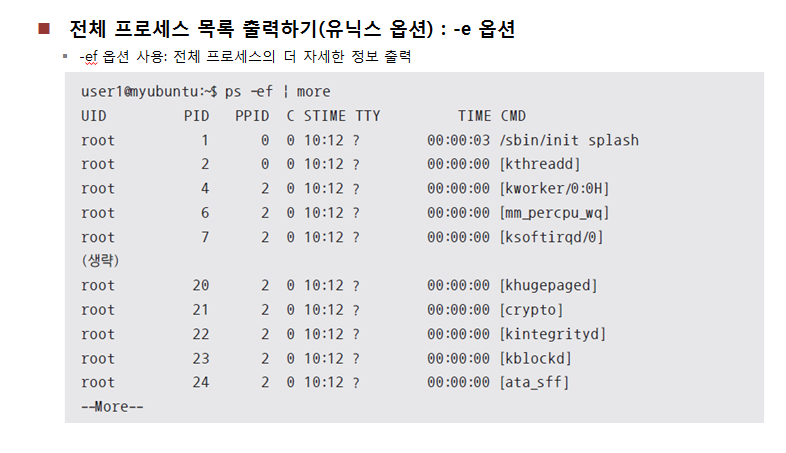 전체 프로세스 목록 출력하기(유닉스 옵션) : -e 옵션
-ef 옵션 사용: 전체 프로세스의 더 자세한 정보 출력
user1@myubuntu:~$ ps -ef | more
UID PID PPID C STIME TTY TIME CMD
root 1 0 0 10:12 ? 00:00:03 /sbin/init splash
root 2 0 0 10:12 ? 00:00:00 [kthreadd]
root 4 2 0 10:12 ? 00:00:00 [kworker/0:0H]
root 6 2 0 10:12 ? 00:00:00 [mm_percpu_wq]
root 7 2 0 10:12 ? 00:00:00 [ksoftirqd/0]
(생략)
root 20 2 0 10:12 ? 00:00:00 [khugepaged]
root 21 2 0 10:12 ? 00:00:00 [crypto]
root 22 2 0 10:12 ? 00:00:00 [kintegrityd]
root 23 2 0 10:12 ? 00:00:00 [kblockd]
root 24 2 0 10:12 ? 00:00:00 [ata_sff]
--More--